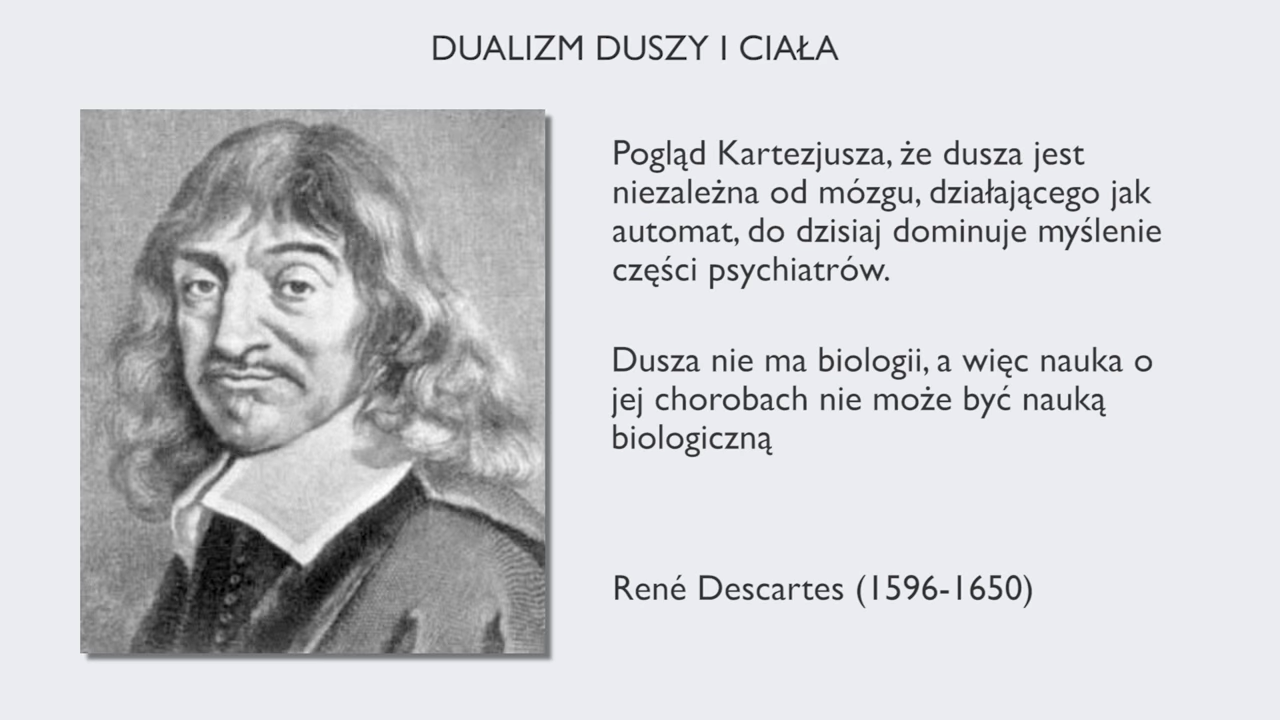 DUALIZM DUSZY I CIAŁA
Pogląd Kartezjusza, że dusza jest
niezależna od mózgu, działającego jak
automat, do dzisiaj dominuje myślenie
części psychiatrów.
Dusza nie ma biologii, a więc nauka o
jej chorobach nie może być nauką
biologiczną
René Descartes (1596-1650)